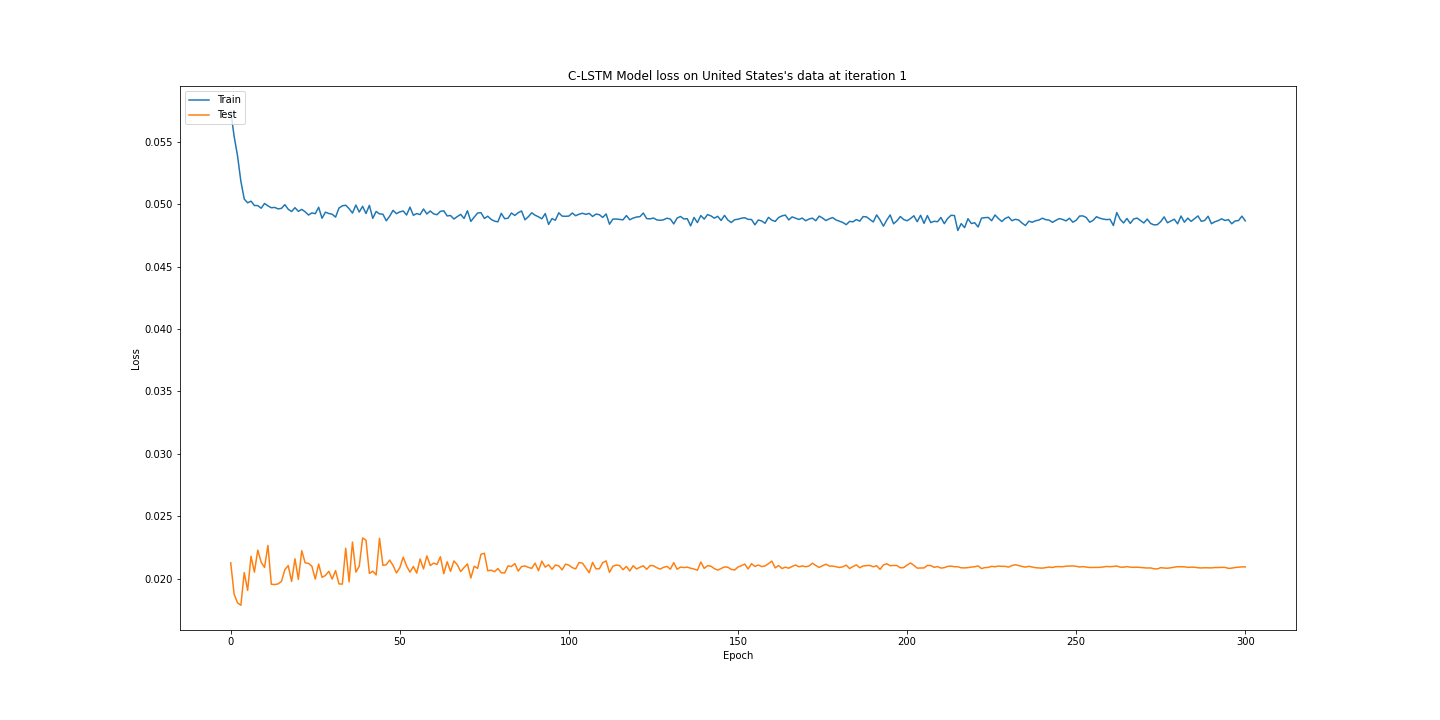 C-LSTM Model loss on United States's data at iteration 1
Train
Test
0.055
0.050
0.045
0.040
0.035
0.030
0.025
0.020
Loss
0 50 100 150 200 250 300
Epoch